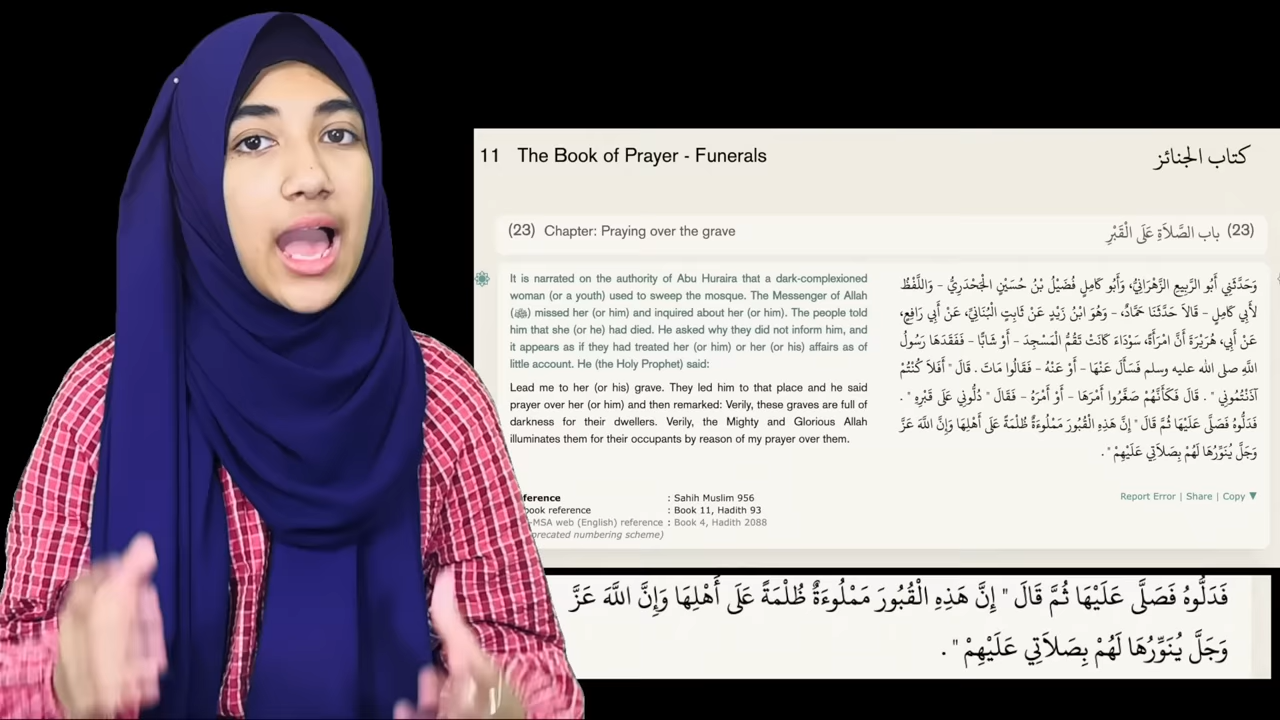 11 The Book of Prayer - Funerals
كتاب الجنائز
(23) Chapter: Praying over the grave
(23) باب الصَّلاَةِ عَلَى الْقَبْرِ
It is narrated on the authority of Abu Huraira that a dark-complexioned
woman (or a youth) used to sweep the mosque. The Messenger of Allah
(ﷺ) missed her (or him) and inquired about her (or him). The people told
him that she (or he) had died. He asked why they did not inform him, and
it appears as if they had treated her (or him) or her (or his) affairs as of
little account. He (the Holy Prophet) said:
Lead me to her (or his) grave. They led him to that place and he said
prayer over her (or him) and then remarked: Verily, these graves are full of
darkness for their dwellers. Verily, the Mighty and Glorious Allah
illuminates them for their occupants by reason of my prayer over them.
وَحَدَّثَنِي أَبُو الرَّبِيعِ الزَّهْرَانِيُّ، وَأَبُو كَامِلٍ فُضَيْلُ بْنُ حُسَيْنٍ الْجَحْدَرِيُّ - وَاللَّفْظُ
لأَبِي كَامِلٍ - قَالاَ حَدَّثَنَا حَمَّادٌ، - وَهُوَ ابْنُ زَيْدٍ عَنْ ثَابِتٍ الْبُنَانِيِّ، عَنْ أَبِي رَافِعٍ،
عَنْ أَبِي، هُرَيْرَةَ أَنَّ امْرَأَةً، سَوْدَاءَ كَانَتْ تَقُمُّ الْمَسْجِدَ - أَوْ شَابًّا - فَفَقَدَهَا رَسُولُ
اللَّهِ صلى الله عليه وسلم فَسَأَلَ عَنْهَا - أَوْ عَنْهُ - فَقَالُوا مَاتَ . قَالَ " أَفَلاَ كُنْتُمْ
آذَنْتُمُونِي " . قَالَ فَكَأَنَّهُمْ صَغَّرُوا أَمْرَهَا - أَوْ أَمْرَهُ - فَقَالَ " دُلُّونِي عَلَى قَبْرِهِ " .
فَدَلُّوهُ فَصَلَّى عَلَيْهَا ثُمَّ قَالَ " إِنَّ هَذِهِ الْقُبُورَ مَمْلُوءَةٌ ظُلْمَةً عَلَى أَهْلِهَا وَإِنَّ اللَّهَ عَزَّ
وَجَلَّ يُنَوِّرُهَا لَهُمْ بِصَلاَتِي عَلَيْهِمْ " .
ference : Sahih Muslim 956
book reference : Book 11, Hadith 93
-MSA web (English) reference : Book 4, Hadith 2088
precated numbering scheme)
Report Error | Share | Copy ▼
فَدَلُّوهُ فَصَلَّى عَلَيْهَا ثُمَّ قَالَ " إِنَّ هَذِهِ الْقُبُورَ مَمْلُوءَةٌ ظُلْمَةً عَلَى أَهْلِهَا وَإِنَّ اللَّهَ عَزَّ
وَجَلَّ يُنَوِّرُهَا لَهُمْ بِصَلاَتِي عَلَيْهِمْ " .